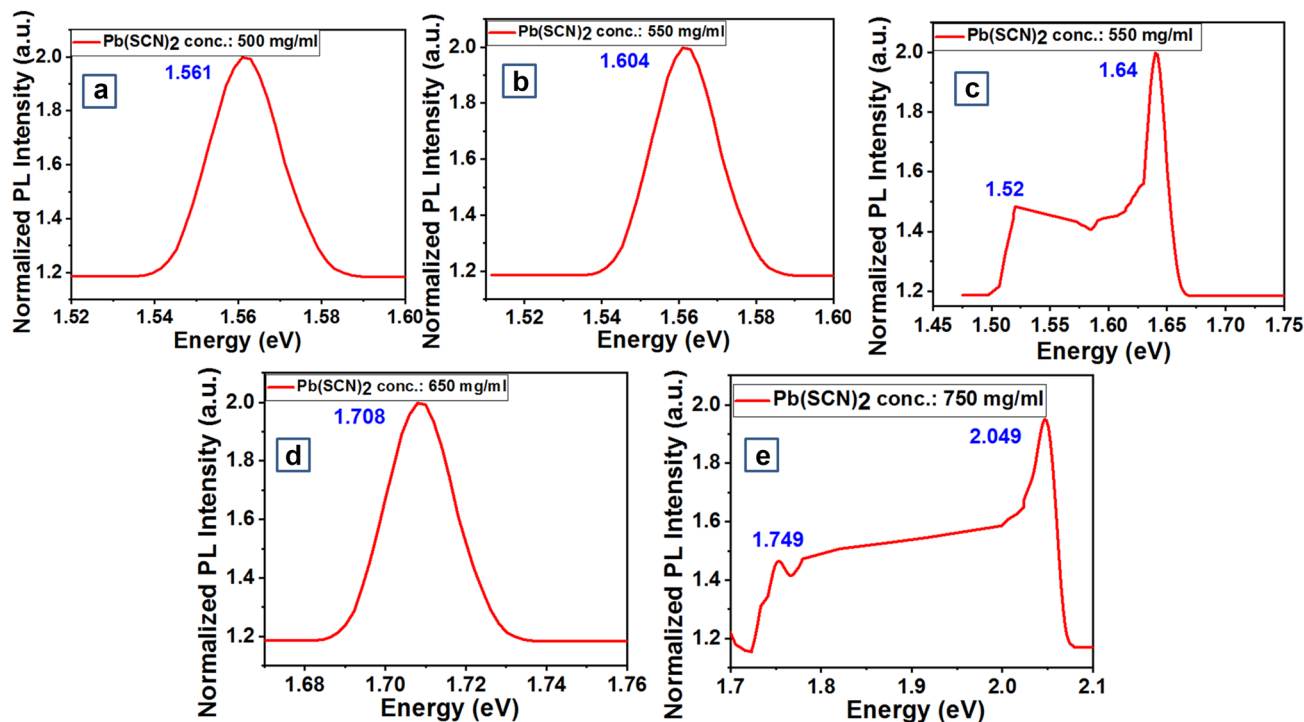 Pb(SCN)2 conc.: 500 mg/ml
1.561
a
Normalized PL Intensity (a.u.)
2.0
1.8
1.6
1.4
1.2
1.52
1.54
1.56
1.58
1.60
Energy (eV)
Pb(SCN)2 conc.: 550 mg/ml
1.604
b
Normalized PL Intensity (a.u.)
2.0
1.8
1.6
1.4
1.2
1.52
1.54
1.56
1.58
1.60
Energy (eV)
Pb(SCN)2 conc.: 550 mg/ml
1.64
c
1.52
Normalized PL Intensity (a.u.)
2.0
1.8
1.6
1.4
1.2
1.45
1.50
1.55
1.60
1.65
1.70
1.75
Energy (eV)
Pb(SCN)2 conc.: 650 mg/ml
1.708
d
Normalized PL Intensity (a.u.)
2.0
1.8
1.6
1.4
1.2
1.68
1.70
1.72
1.74
1.76
Energy (eV)
Pb(SCN)2 conc.: 750 mg/ml
2.049
e
1.749
Normalized PL Intensity (a.u.)
2.0
1.8
1.6
1.4
1.2
1.7
1.8
1.9
2.0
2.1
Energy (eV)